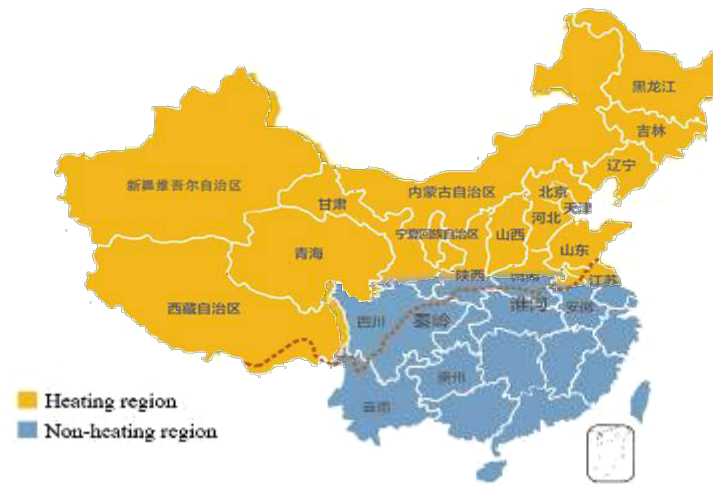 黑龙江
吉林
辽宁
新疆维吾尔自治区
内蒙古自治区
北京
天津
甘肃
河北
宁夏回族自治区
山西
山东
青海
陕西
河南
江苏
西藏自治区
淮河
安徽
四川
秦岭
贵州
云南
Heating region
Non-heating region